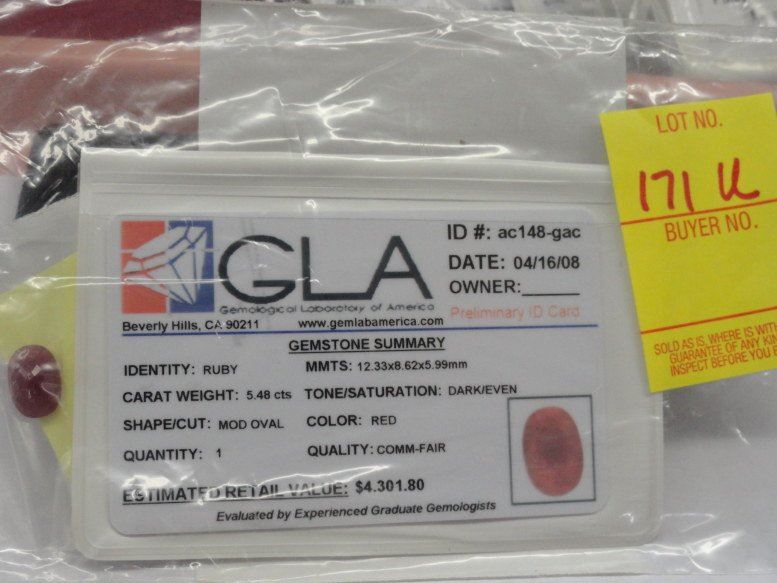 LOT NO.
171 K
BUYER NO.
SOLD AS IS, WHERE IS WITH
GUARANTEE OF ANY KIN
INSPECT BEFORE YOU
GLA
Gemological Laboratory of America
Beverly Hills, CA 90211 www.gemlabamerica.com
ID #: ac148-gac
DATE: 04/16/08
OWNER:_____
Preliminary ID Card
GEMSTONE SUMMARY
IDENTITY: RUBY MMTS: 12.33x8.62x5.99mm
CARAT WEIGHT: 5.48 cts TONE/SATURATION: DARK/EVEN
SHAPE/CUT: MOD OVAL COLOR: RED
QUANTITY: 1 QUALITY: COMM-FAIR
ESTIMATED RETAIL VALUE: $4,301.80
Evaluated by Experienced Graduate Gemologists